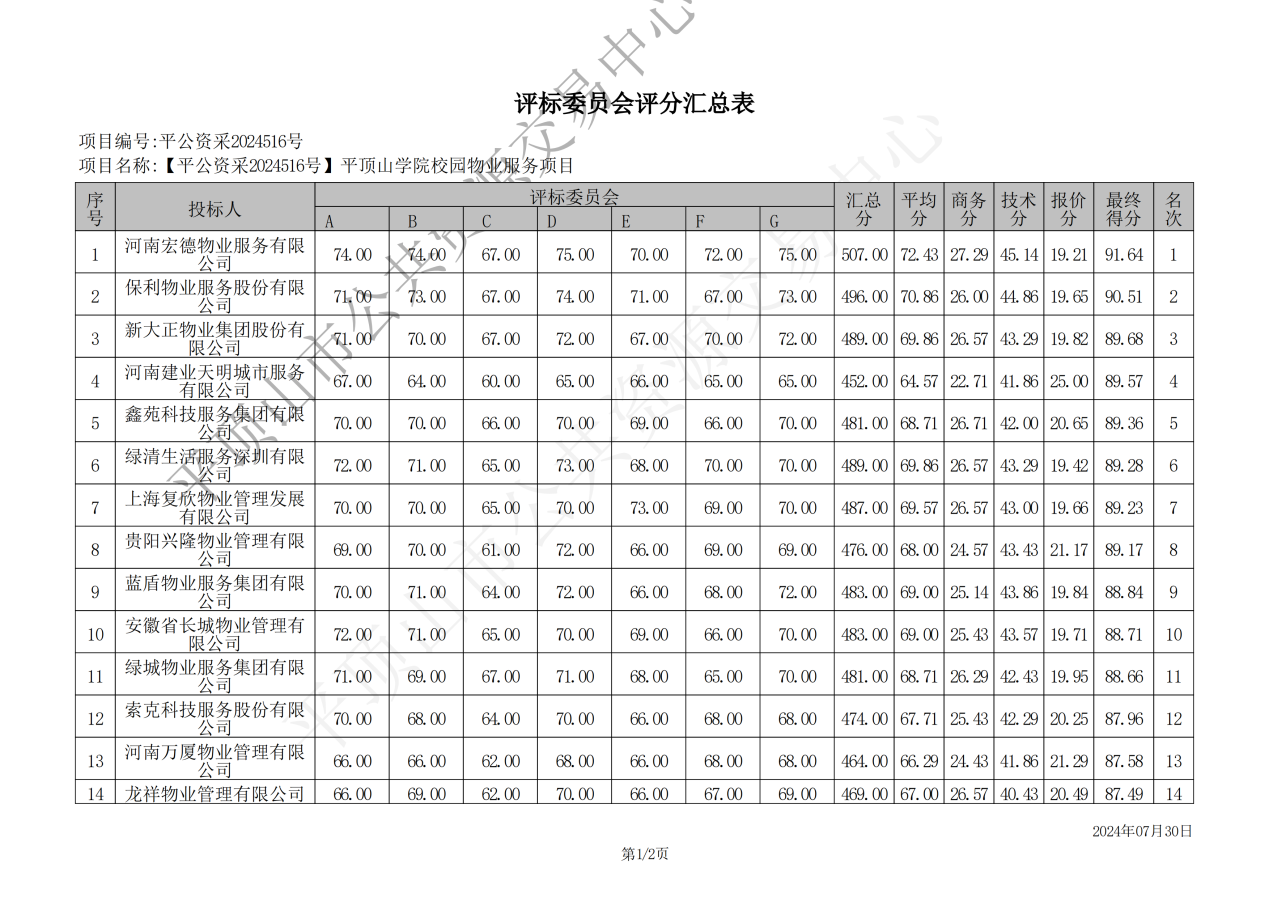 评标委员会评分汇总表
项目编号:平公资采2024516号
项目名称:【平公资采2024516号】平顶山学院校园物业服务项目
序号 投标人 评标委员会 汇总分 平均分 商务分 技术分 报价分 最终得分 名次
A B C D E F G
1 河南宏德物业服务有限公司 74.00 74.00 67.00 75.00 70.00 72.00 75.00 507.00 72.43 27.29 45.14 19.21 91.64 1
2 保利物业服务股份有限公司 71.00 73.00 67.00 74.00 71.00 67.00 73.00 496.00 70.86 26.00 44.86 19.65 90.51 2
3 新大正物业集团股份有限公司 71.00 70.00 67.00 72.00 67.00 70.00 72.00 489.00 69.86 26.57 43.29 19.82 89.68 3
4 河南建业天明城市服务有限公司 67.00 64.00 60.00 65.00 66.00 65.00 65.00 452.00 64.57 22.71 41.86 25.00 89.57 4
5 鑫苑科技服务集团有限公司 70.00 70.00 66.00 70.00 69.00 66.00 70.00 481.00 68.71 26.71 42.00 20.65 89.36 5
6 绿清生活服务深圳有限公司 72.00 71.00 65.00 73.00 68.00 70.00 70.00 489.00 69.86 26.57 43.29 19.42 89.28 6
7 上海复欣物业管理发展有限公司 70.00 70.00 65.00 70.00 73.00 69.00 70.00 487.00 69.57 26.57 43.00 19.66 89.23 7
8 贵阳兴隆物业管理有限公司 69.00 70.00 61.00 72.00 66.00 69.00 69.00 476.00 68.00 24.57 43.43 21.17 89.17 8
9 蓝盾物业服务集团有限公司 70.00 71.00 64.00 72.00 66.00 68.00 72.00 483.00 69.00 25.14 43.86 19.84 88.84 9
10 安徽省长城物业管理有限公司 72.00 71.00 65.00 70.00 69.00 66.00 70.00 483.00 69.00 25.43 43.57 19.71 88.71 10
11 绿城物业服务集团有限公司 71.00 69.00 67.00 71.00 68.00 65.00 70.00 481.00 68.71 26.29 42.43 19.95 88.66 11
12 索克科技服务股份有限公司 70.00 68.00 64.00 70.00 66.00 68.00 68.00 474.00 67.71 25.43 42.29 20.25 87.96 12
13 河南万厦物业管理有限公司 66.00 66.00 62.00 68.00 66.00 68.00 68.00 464.00 66.29 24.43 41.86 21.29 87.58 13
14 龙祥物业管理有限公司 66.00 69.00 62.00 70.00 66.00 67.00 69.00 469.00 67.00 26.57 40.43 20.49 87.49 14
2024年07月30日
第1/2页
平顶山市公共资源交易中心
平顶山市公共资源交易中心